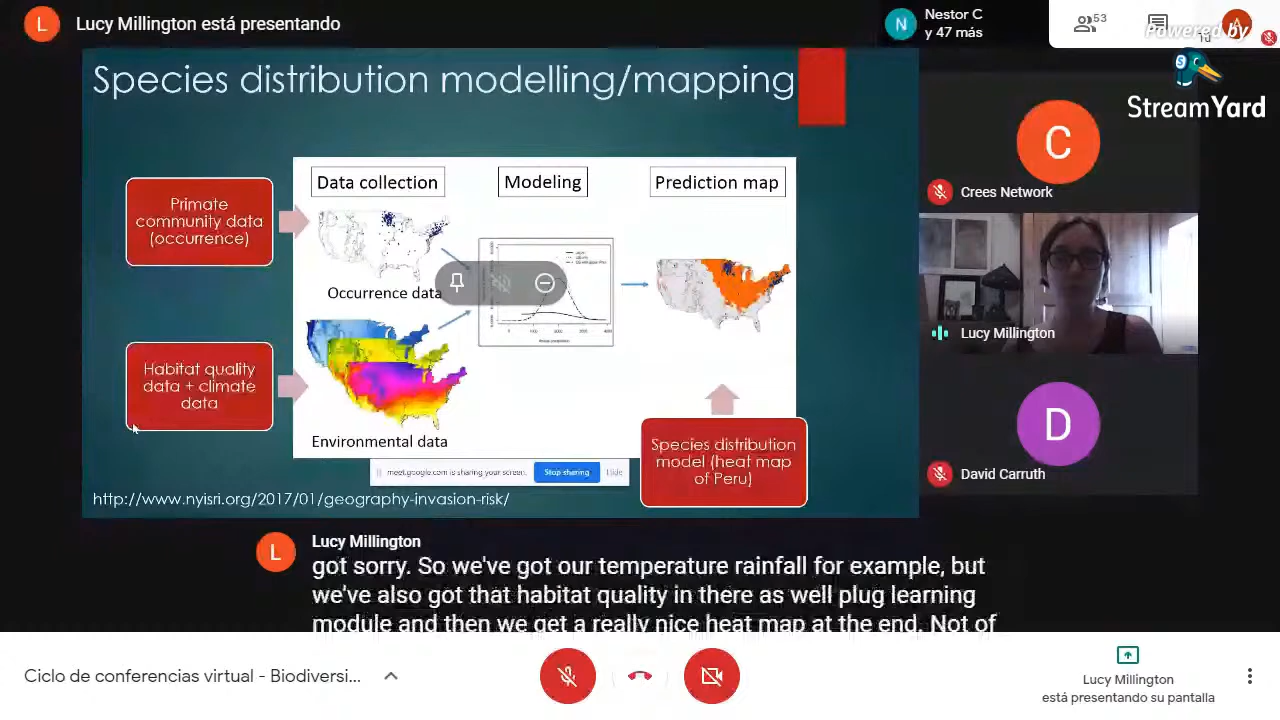 L
Lucy Millington está presentando
N
Nestor C
y 47 más
53
Powered by
StreamYard
Species distribution modelling/mapping
Data collection
Modeling
Prediction map
Primate
community data
(occurrence)
Occurrence data
Habitat quality
data + climate
data
Environmental data
Species distribution
model (heat map
of Peru)
meet.google.com is sharing your screen.
Stop sharing
Hide
http://www.nyisri.org/2017/01/geography-invasion-risk/
C
Crees Network
Lucy Millington
D
David Carruth
L
Lucy Millington
got sorry. So we've got our temperature rainfall for example, but
we've also got that habitat quality in there as well plug learning
module and then we get a really nice heat map at the end. Not of
Ciclo de conferencias virtual - Biodiversi...
Lucy Millington
está presentando su pantalla